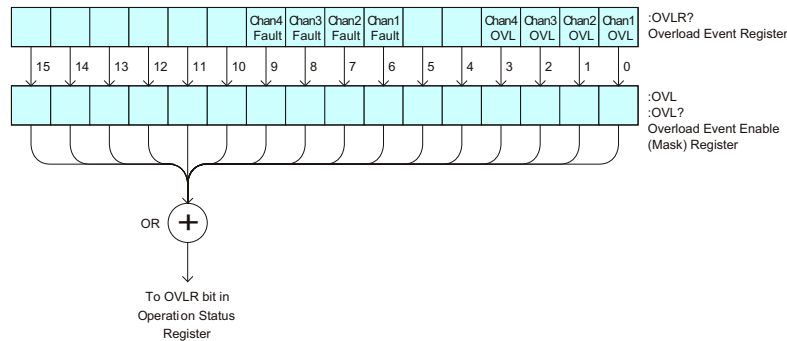 Chan4 Chan3 Chan2 Chan1 Chan4 Chan3 Chan2 Chan1
Fault Fault Fault Fault OVL OVL OVL OVL
:OVLR?
Overload Event Register
15 14 13 12 11 10 9 8 7 6 5 4 3 2 1 0
:OVL
:OVL?
Overload Event Enable
(Mask) Register
OR +
To OVLR bit in
Operation Status
Register